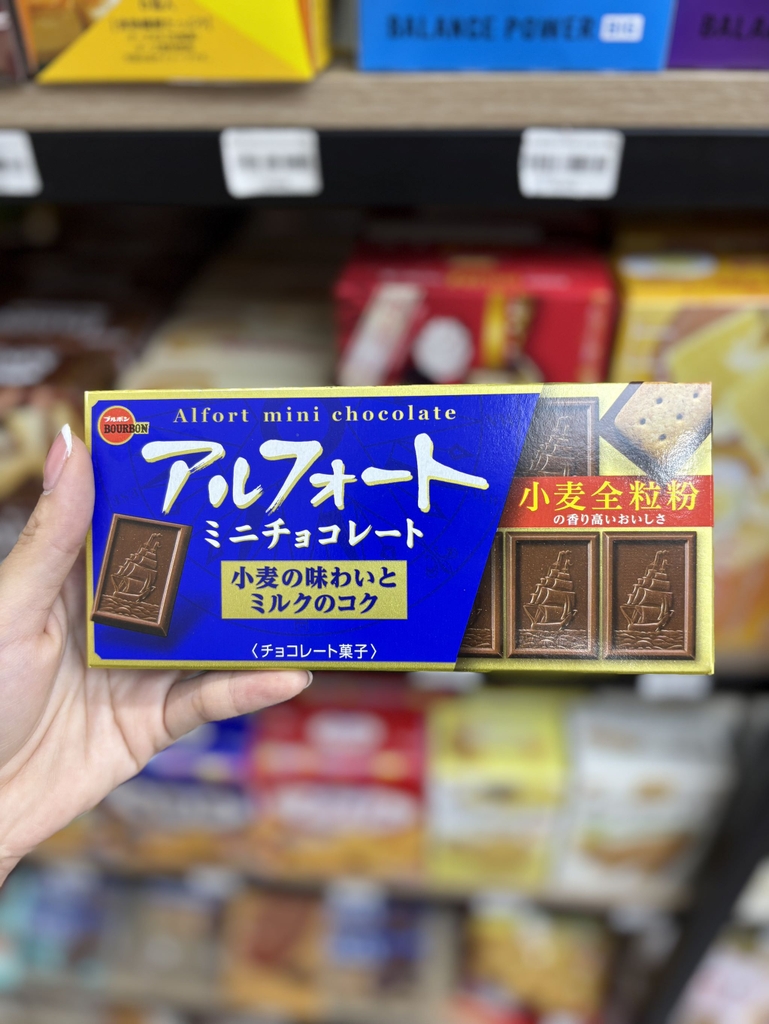 BALANCE POWER BIG
BALA
ブルボン
BOURBON
Alfort mini chocolate
アルフォート
ミニチョコレート
小麦の味わいと
ミルクのコク
〈チョコレート菓子〉
小麦全粒粉
の香り高いおいしさ